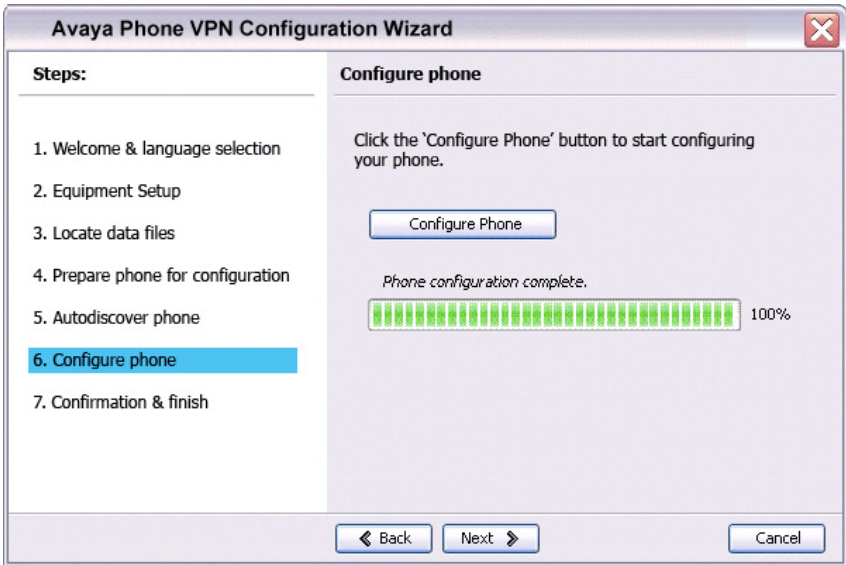 Avaya Phone VPN Configuration Wizard
Steps:
1. Welcome & language selection
2. Equipment Setup
3. Locate data files
4. Prepare phone for configuration
5. Autodiscover phone
6. Configure phone
7. Confirmation & finish
Configure phone
Click the ‘Configure Phone’ button to start configuring
your phone.
Configure Phone
Phone configuration complete.
100%
Back
Next
Cancel